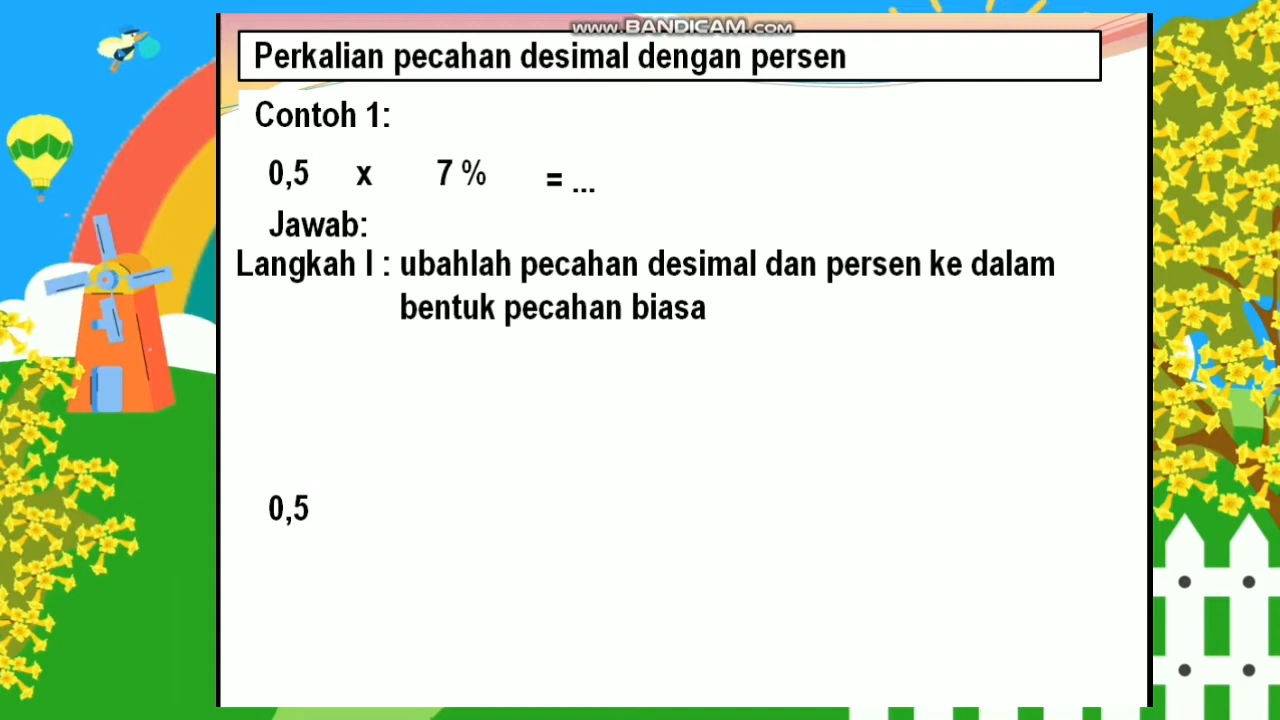 www.BANDICAM.com
Perkalian pecahan desimal dengan persen
Contoh 1:
0,5 x 7 % = ...
Jawab:
Langkah I : ubahlah pecahan desimal dan persen ke dalam
bentuk pecahan biasa
0,5